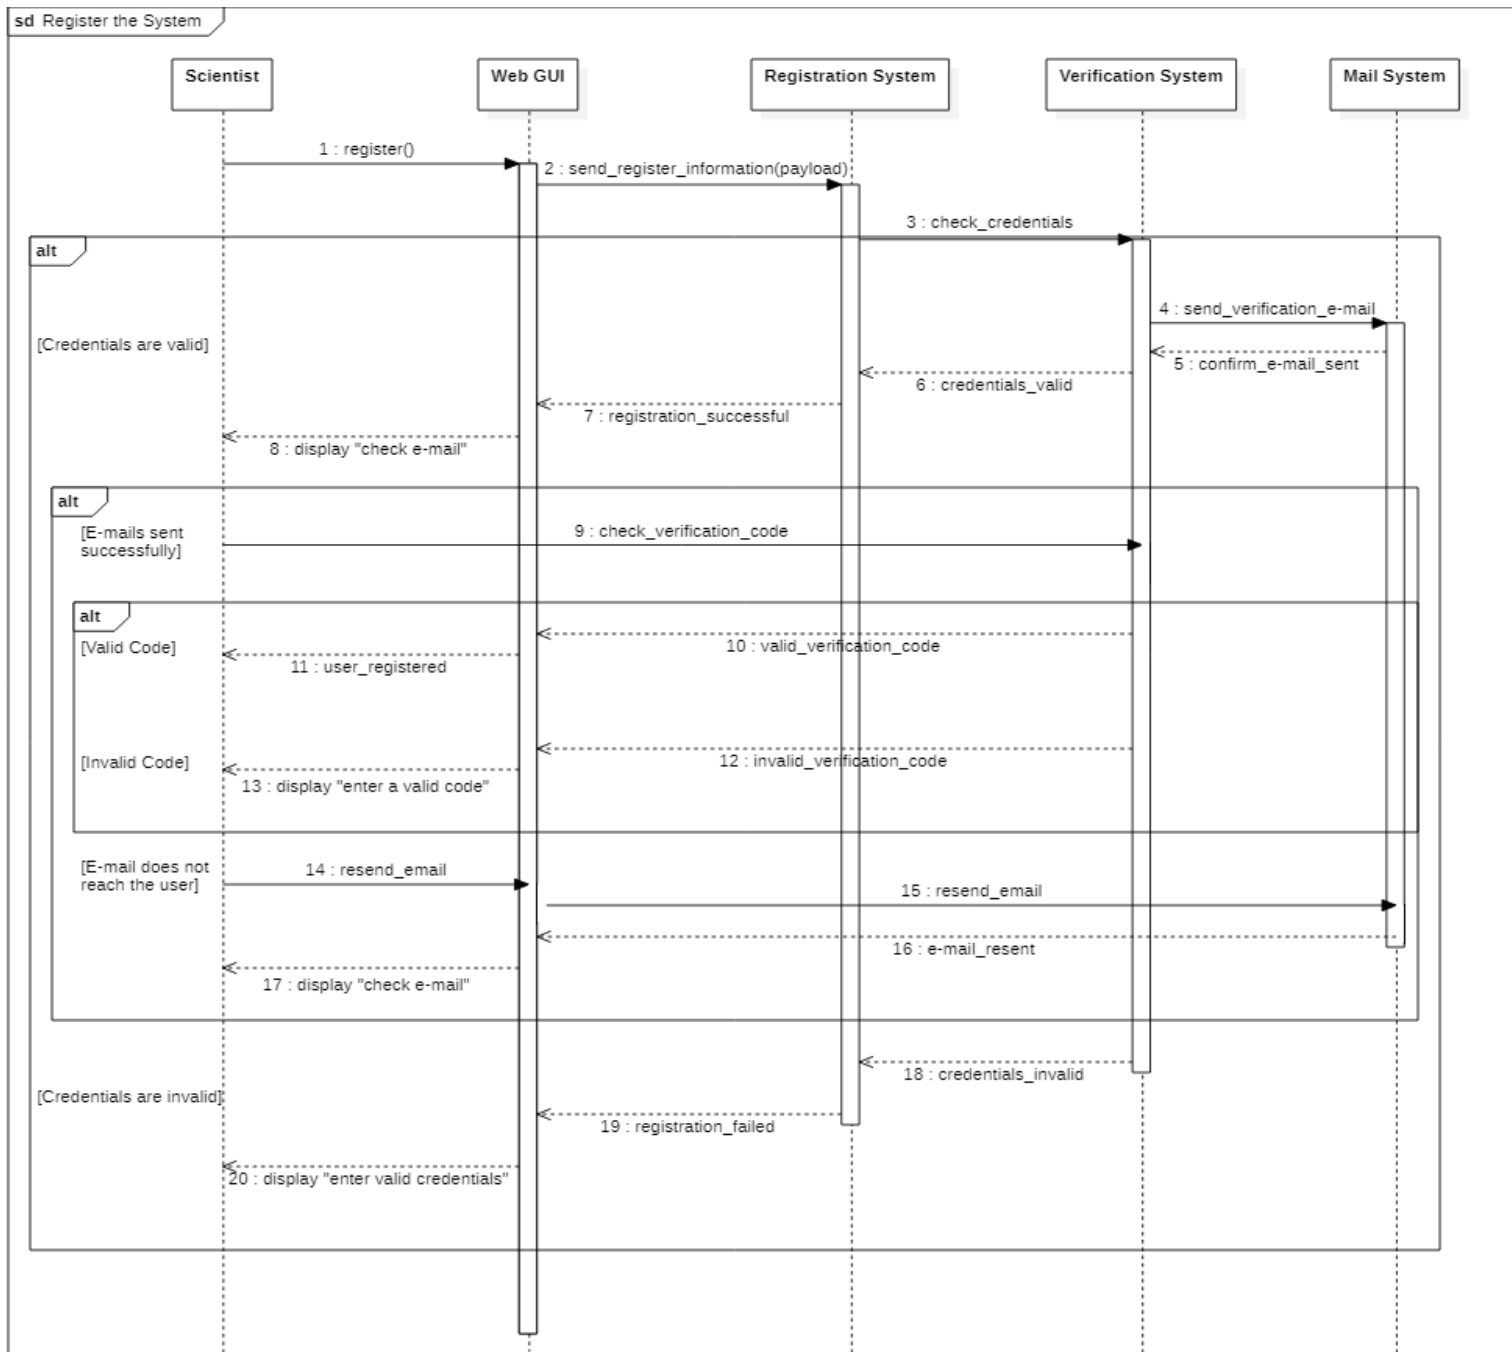 sd Register the System
Scientist
Web GUI
Registration System
Verification System
Mail System
1 : register()
2 : send_register_information(payload)
3 : check_credentials
alt
4 : send_verification_e-mail
[Credentials are valid]
5 : confirm_e-mail_sent
6 : credentials_valid
7 : registration_successful
8 : display "check e-mail"
alt
[E-mails sent
successfully]
9 : check_verification_code
alt
[Valid Code]
10 : valid_verification_code
11 : user_registered
[Invalid Code]
12 : invalid_verification_code
13 : display "enter a valid code"
[E-mail does not
reach the user]
14 : resend_email
15 : resend_email
16 : e-mail_resent
17 : display "check e-mail"
18 : credentials_invalid
[Credentials are invalid]
19 : registration_failed
20 : display "enter valid credentials"